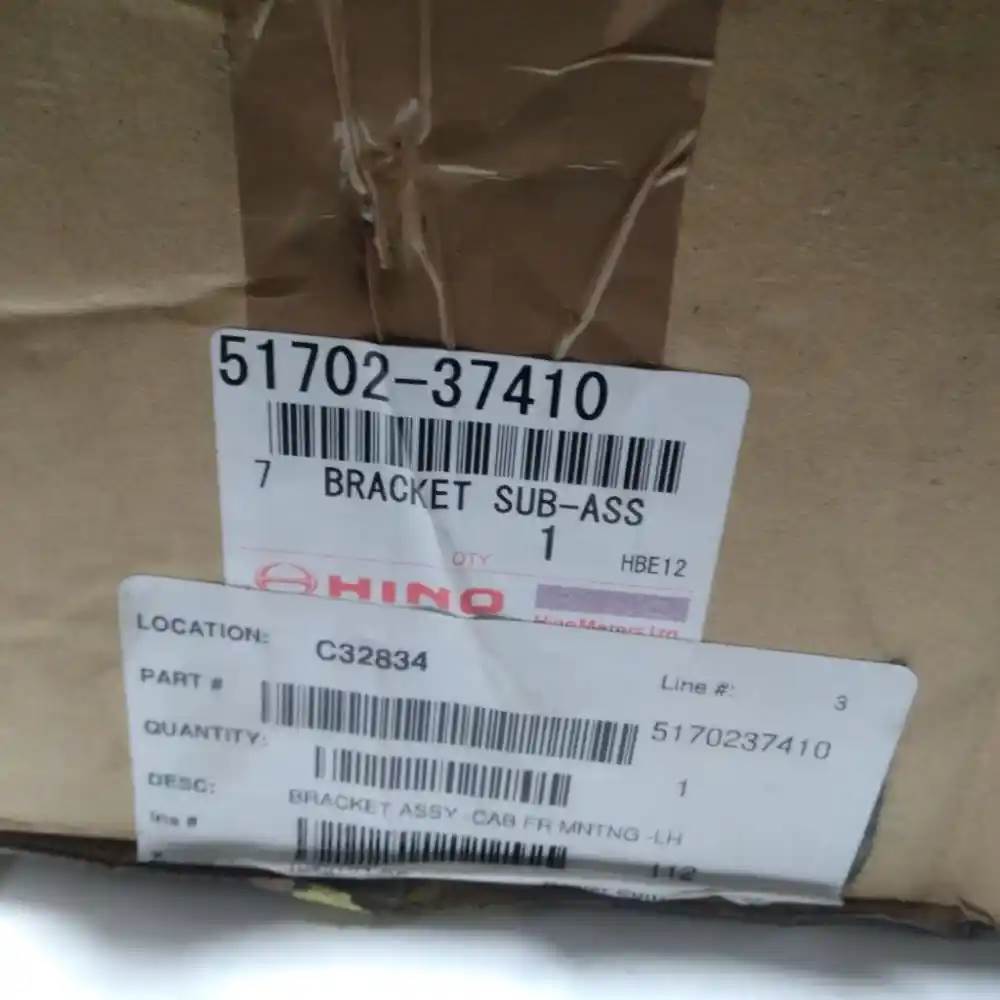 51702-37410
7 BRACKET SUB-ASS
QTY 1 HBE12
HINO
LOCATION: C32834
Line #: 3
PART # 5170237410
QUANTITY: 1
DESC: BRACKET ASSY -CAB FR MNTNG -LH
112